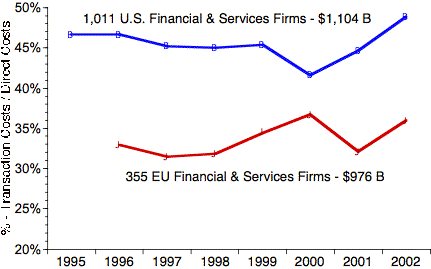 50%
1,011 U.S. Financial & Services Firms - $1,104 B
45%
40%
35%
30%
355 EU Financial & Services Firms - $976 B
25%
20%
1995 1996 1997 1998 1999 2000 2001 2002
% - Transaction Costs / Direct Costs